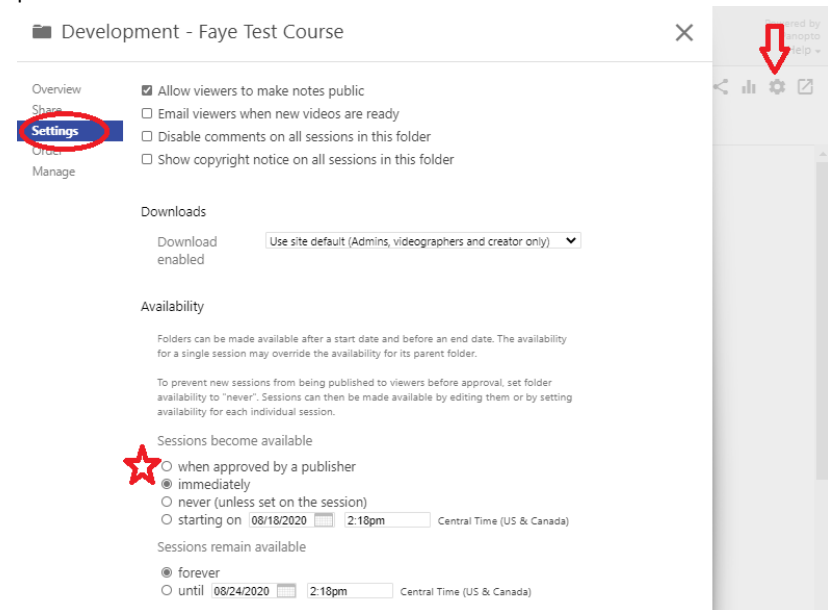 Development - Faye Test Course
Powered by
Panopto
Help
Overview
Share
Settings
Order
Manage
Allow viewers to make notes public
Email viewers when new videos are ready
Disable comments on all sessions in this folder
Show copyright notice on all sessions in this folder
Downloads
Download enabled
Use site default (Admins, videographers and creator only)
Availability
Folders can be made available after a start date and before an end date. The availability
for a single session may override the availability for its parent folder.
To prevent new sessions from being published to viewers before approval, set folder
availability to "never". Sessions can then be made available by editing them or by setting
availability for each individual session.
Sessions become available
when approved by a publisher
immediately
never (unless set on the session)
starting on 08/18/2020 2:18pm Central Time (US & Canada)
Sessions remain available
forever
until 08/24/2020 2:18pm Central Time (US & Canada)